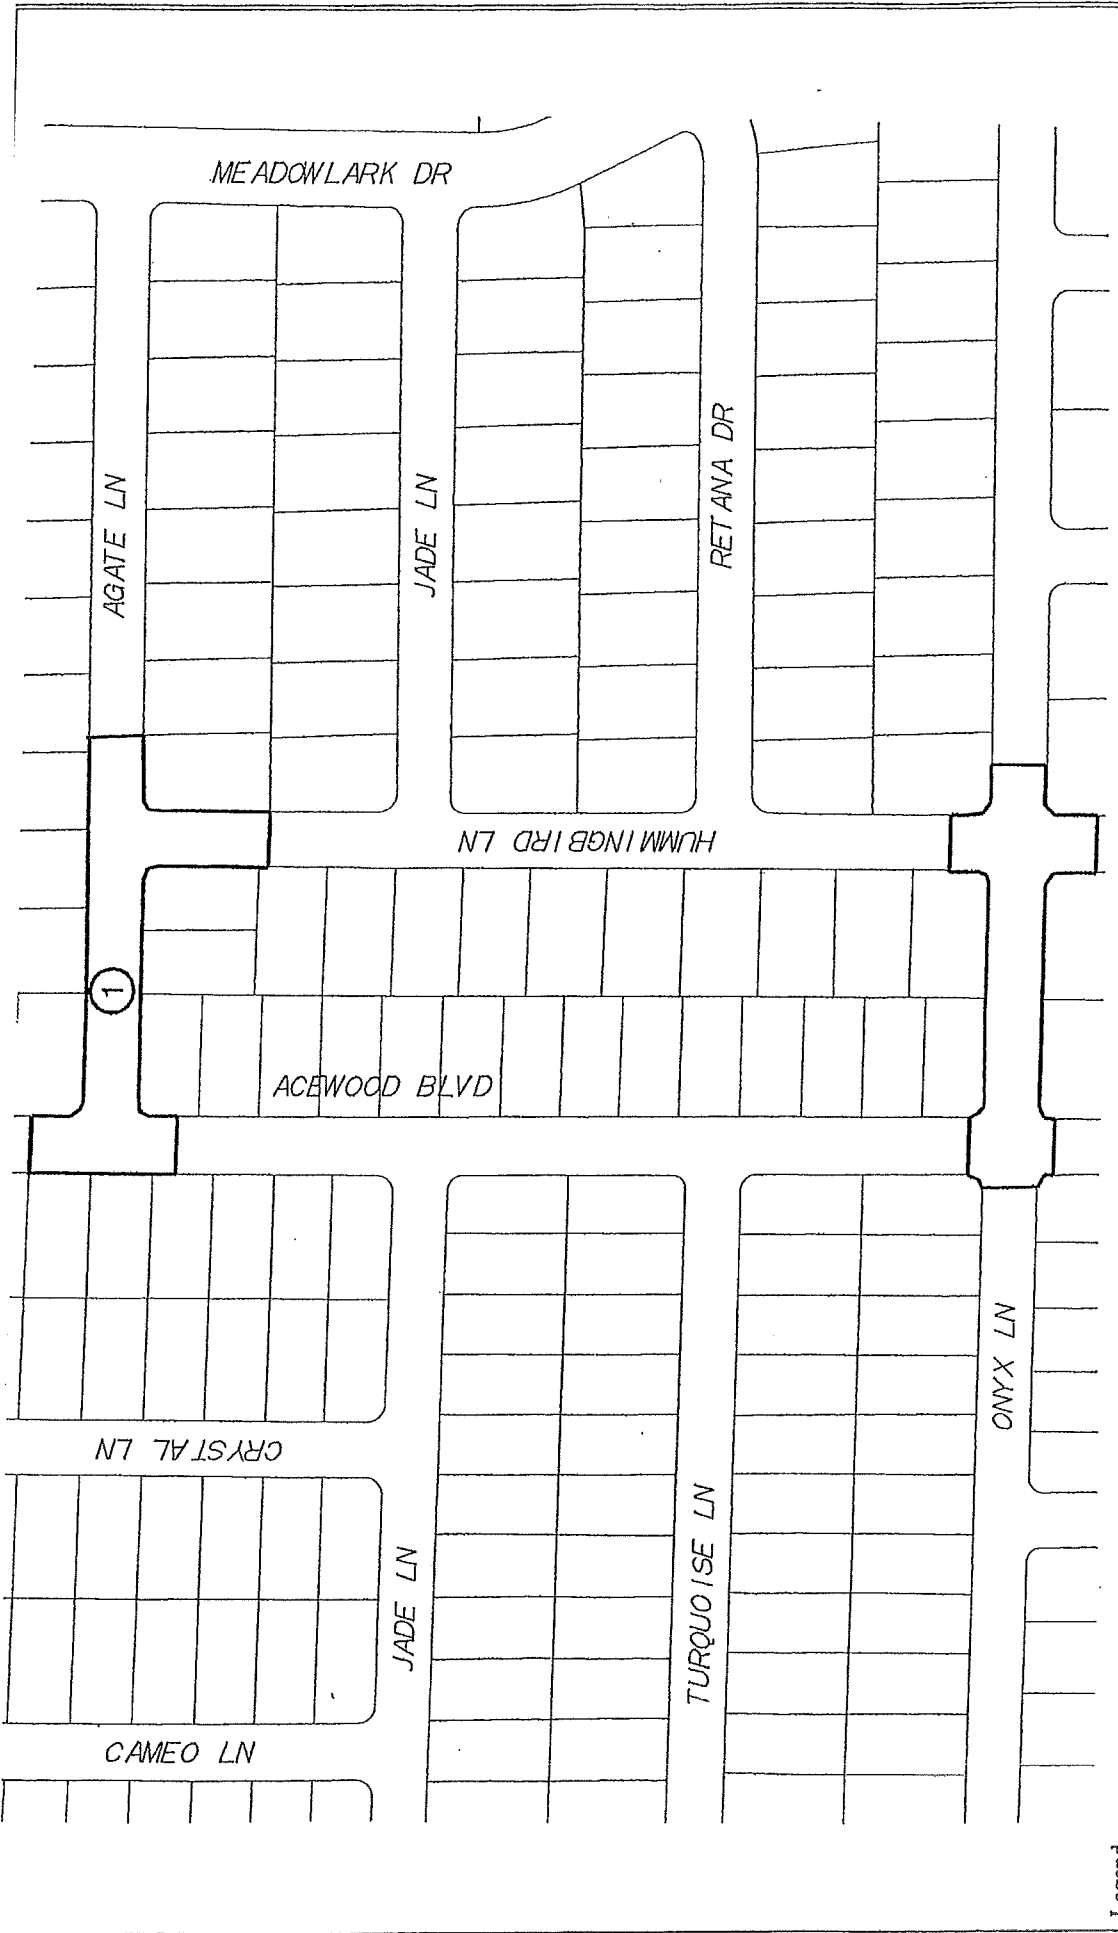 MEADOWLARK DR
AGATE LN
JADE LN
RETANA DR
HUMMINGBIRD LN
1
ACEWOOD BLVD
ONYX LN
CRYSTAL LN
JADE LN
TURQUOISE LN
CAMEO LN
Legend